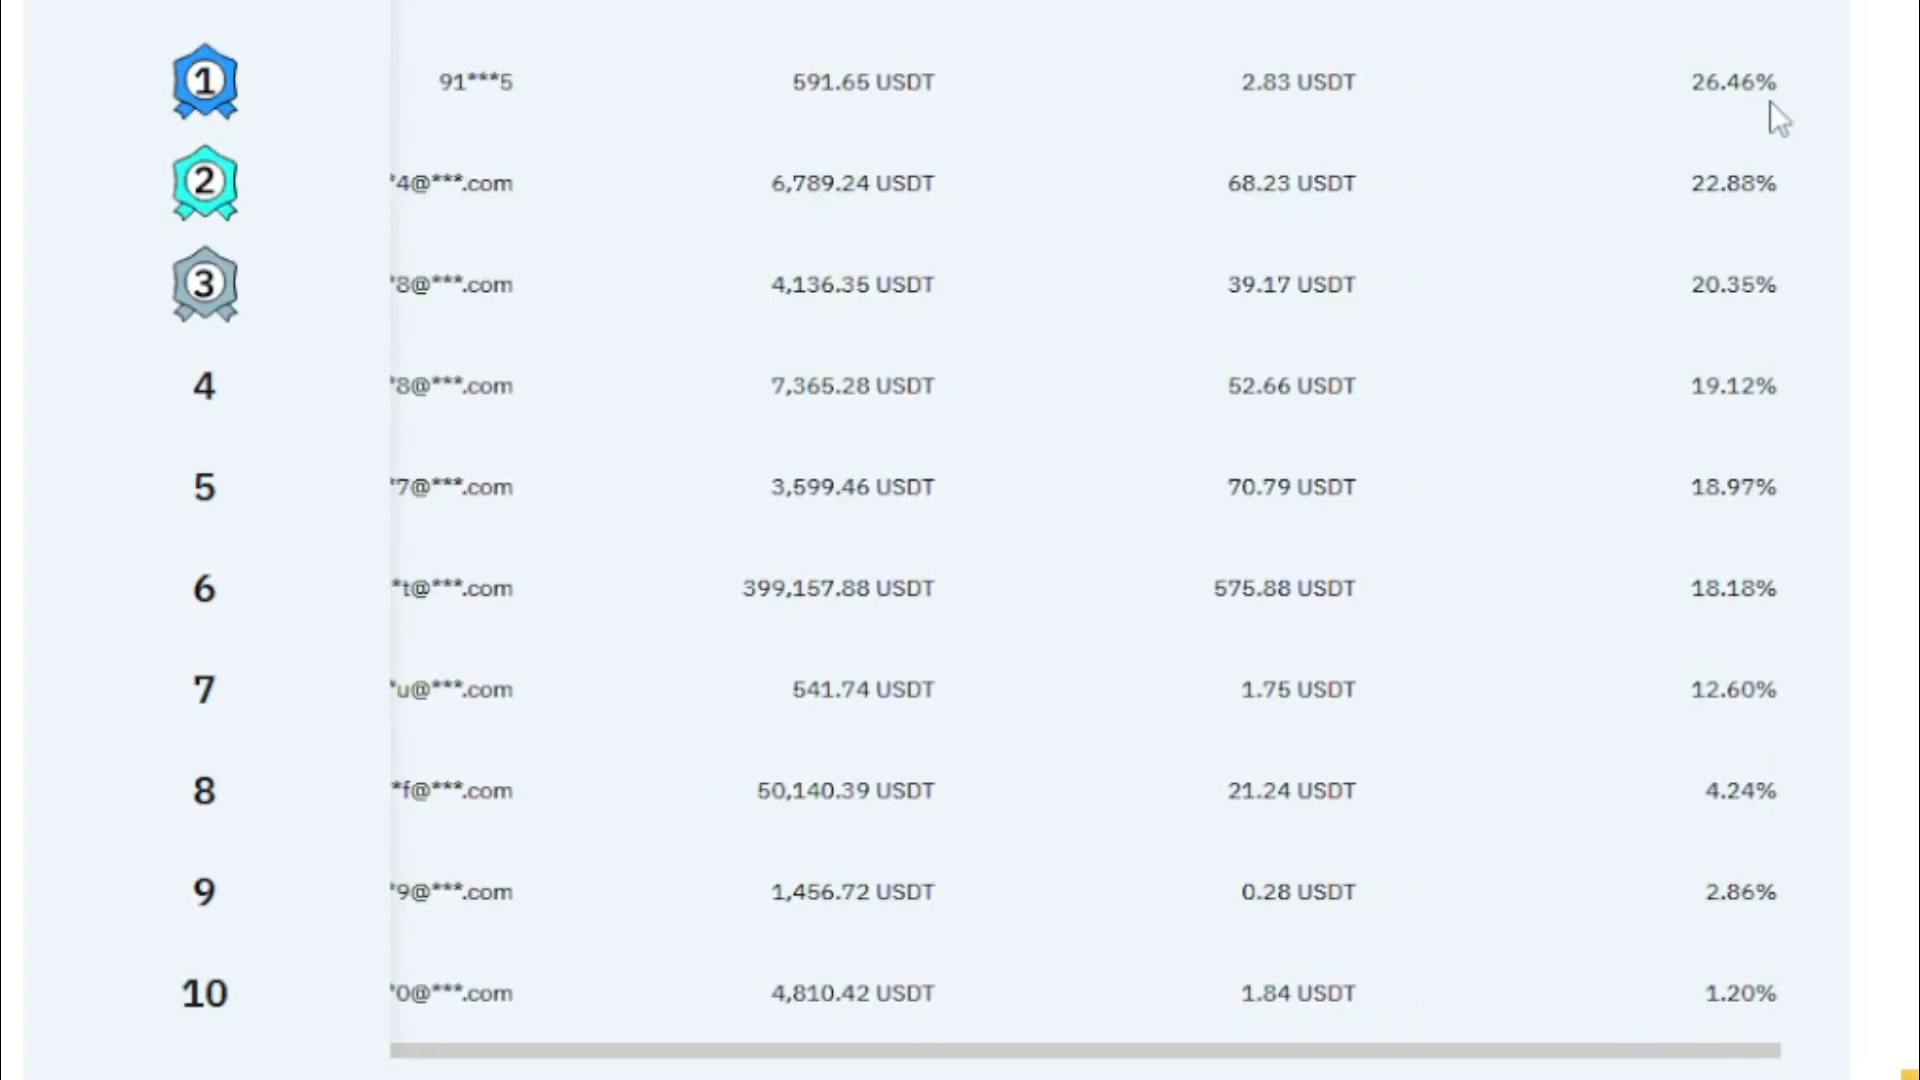 1 91***5 591.65 USDT 2.83 USDT 26.46%
2 *4@***.com 6,789.24 USDT 68.23 USDT 22.88%
3 *8@***.com 4,136.35 USDT 39.17 USDT 20.35%
4 *8@***.com 7,365.28 USDT 52.66 USDT 19.12%
5 *7@***.com 3,599.46 USDT 70.79 USDT 18.97%
6 *t@***.com 399,157.88 USDT 575.88 USDT 18.18%
7 *u@***.com 541.74 USDT 1.75 USDT 12.60%
8 *f@***.com 50,140.39 USDT 21.24 USDT 4.24%
9 *9@***.com 1,456.72 USDT 0.28 USDT 2.86%
10 *0@***.com 4,810.42 USDT 1.84 USDT 1.20%